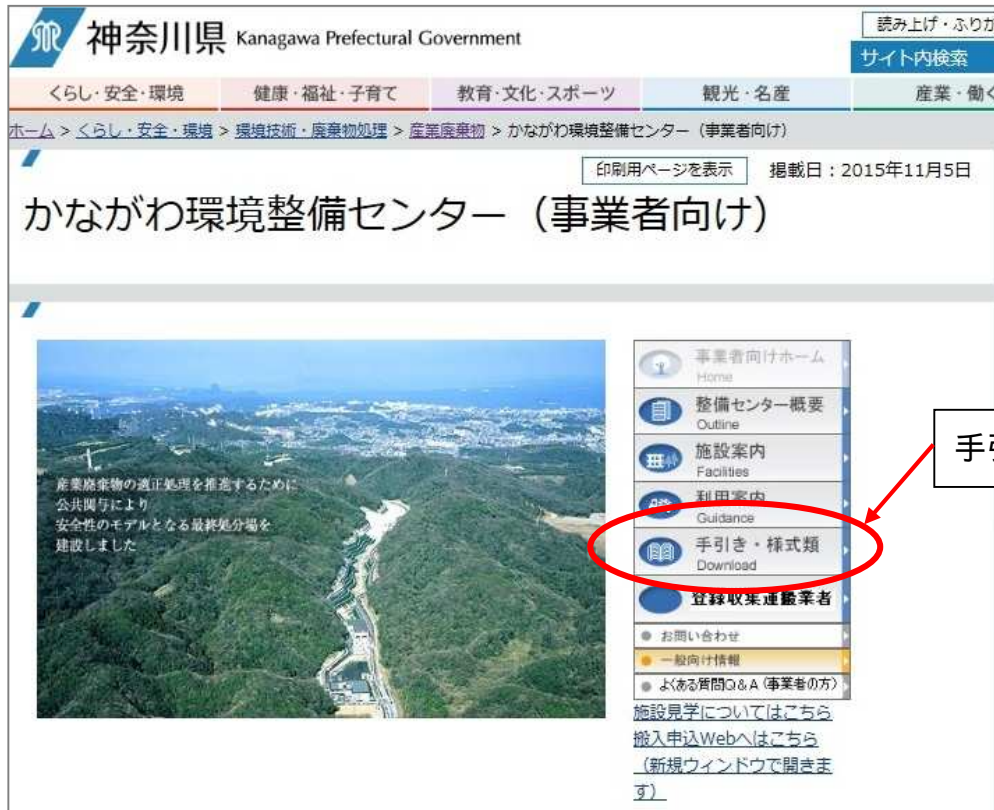 神奈川県 Kanagawa Prefectural Government
読み上げ・ふりが
サイト内検索
くらし・安全・環境 健康・福祉・子育て 教育・文化・スポーツ 観光・名産 産業・働く
ホーム > くらし・安全・環境 > 環境技術・廃棄物処理 > 産業廃棄物 > かながわ環境整備センター（事業者向け）
印刷用ページを表示 掲載日：2015年11月5日
かながわ環境整備センター（事業者向け）
産業廃棄物の適正処理を推進するために
公共関与により
安全性のモデルとなる最終処分場を
建設しました
事業者向けホーム
Home
整備センター概要
Outline
施設案内
Facilities
利用案内
Guidance
手引き・様式類
Download
登録収集運搬業者
お問い合わせ
一般向け情報
よくある質問Q&A（事業者の方）
施設見学についてはこちら
搬入申込Webへはこちら
（新規ウィンドウで開きま
す）
手引